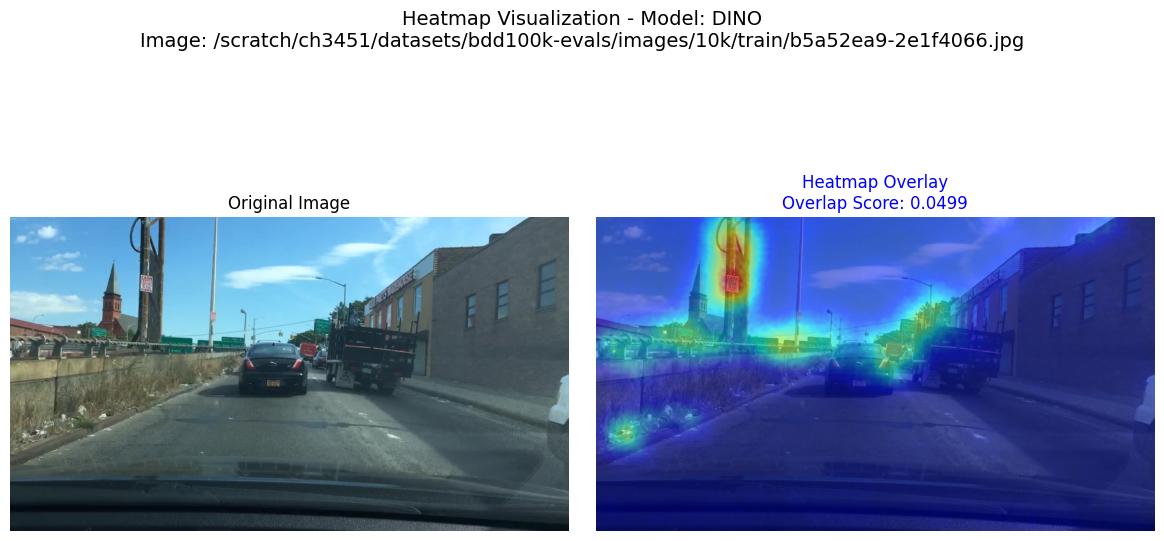 Heatmap Visualization - Model: DINO
Image: /scratch/ch3451/datasets/bdd100k-evals/images/10k/train/b5a52ea9-2e1f4066.jpg
Original Image
Heatmap Overlay
Overlap Score: 0.0499